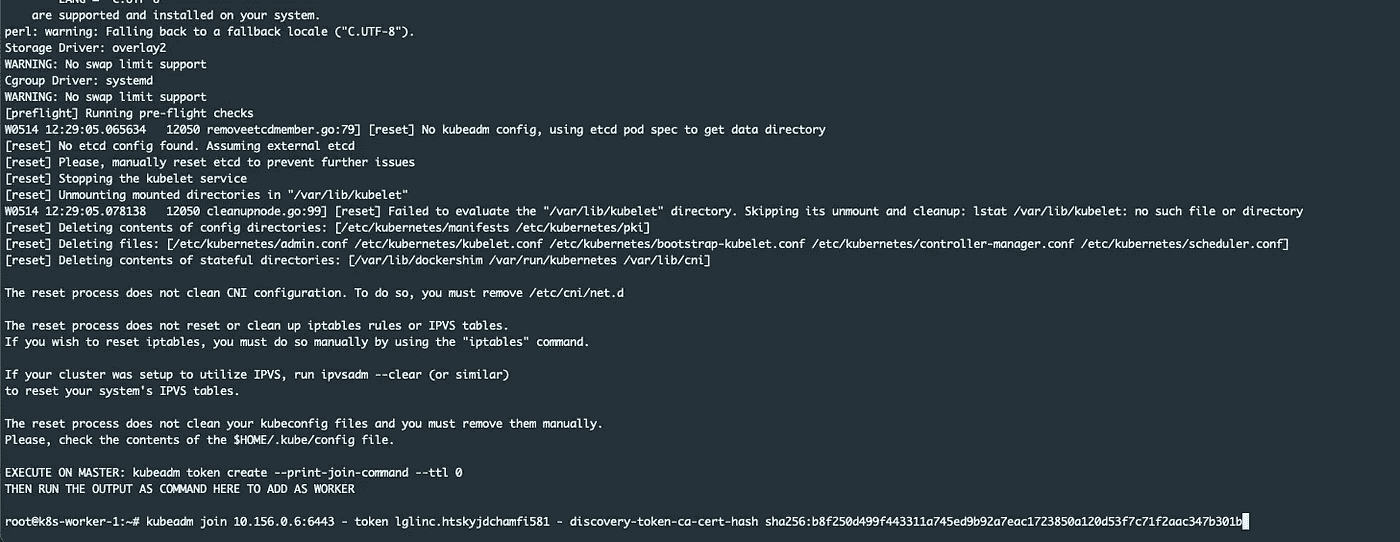 are supported and installed on your system.
perl: warning: Falling back to a fallback locale ("C.UTF-8").
Storage Driver: overlay2
WARNING: No swap limit support
Cgroup Driver: systemd
WARNING: No swap limit support
[preflight] Running pre-flight checks
W0514 12:29:05.065634   12050 removeetcdmember.go:79] [reset] No kubeadm config, using etcd pod spec to get data directory
[reset] No etcd config found. Assuming external etcd
[reset] Please, manually reset etcd to prevent further issues
[reset] Stopping the kubelet service
[reset] Unmounting mounted directories in "/var/lib/kubelet"
W0514 12:29:05.078138   12050 cleanupnode.go:99] [reset] Failed to evaluate the "/var/lib/kubelet" directory. Skipping its unmount and cleanup: lstat /var/lib/kubelet: no such file or directory
[reset] Deleting contents of config directories: [/etc/kubernetes/manifests /etc/kubernetes/pki]
[reset] Deleting files: [/etc/kubernetes/admin.conf /etc/kubernetes/kubelet.conf /etc/kubernetes/bootstrap-kubelet.conf /etc/kubernetes/controller-manager.conf /etc/kubernetes/scheduler.conf]
[reset] Deleting contents of stateful directories: [/var/lib/dockershim /var/run/kubernetes /var/lib/cni]
The reset process does not clean CNI configuration. To do so, you must remove /etc/cni/net.d
The reset process does not reset or clean up iptables rules or IPVS tables.
If you wish to reset iptables, you must do so manually by using the "iptables" command.
If your cluster was setup to utilize IPVS, run ipvsadm --clear (or similar)
to reset your system's IPVS tables.
The reset process does not clean your kubeconfig files and you must remove them manually.
Please, check the contents of the $HOME/.kube/config file.
EXECUTE ON MASTER: kubeadm token create --print-join-command --ttl 0
THEN RUN THE OUTPUT AS COMMAND HERE TO ADD AS WORKER
root@k8s-worker-1:~# kubeadm join 10.156.0.6:6443 - token lglinc.htskyjdchamfi581 - discovery-token-ca-cert-hash sha256:b8f250d499f443311a745ed9b92a7eac1723850a120d53f7c71f2aac347b301b